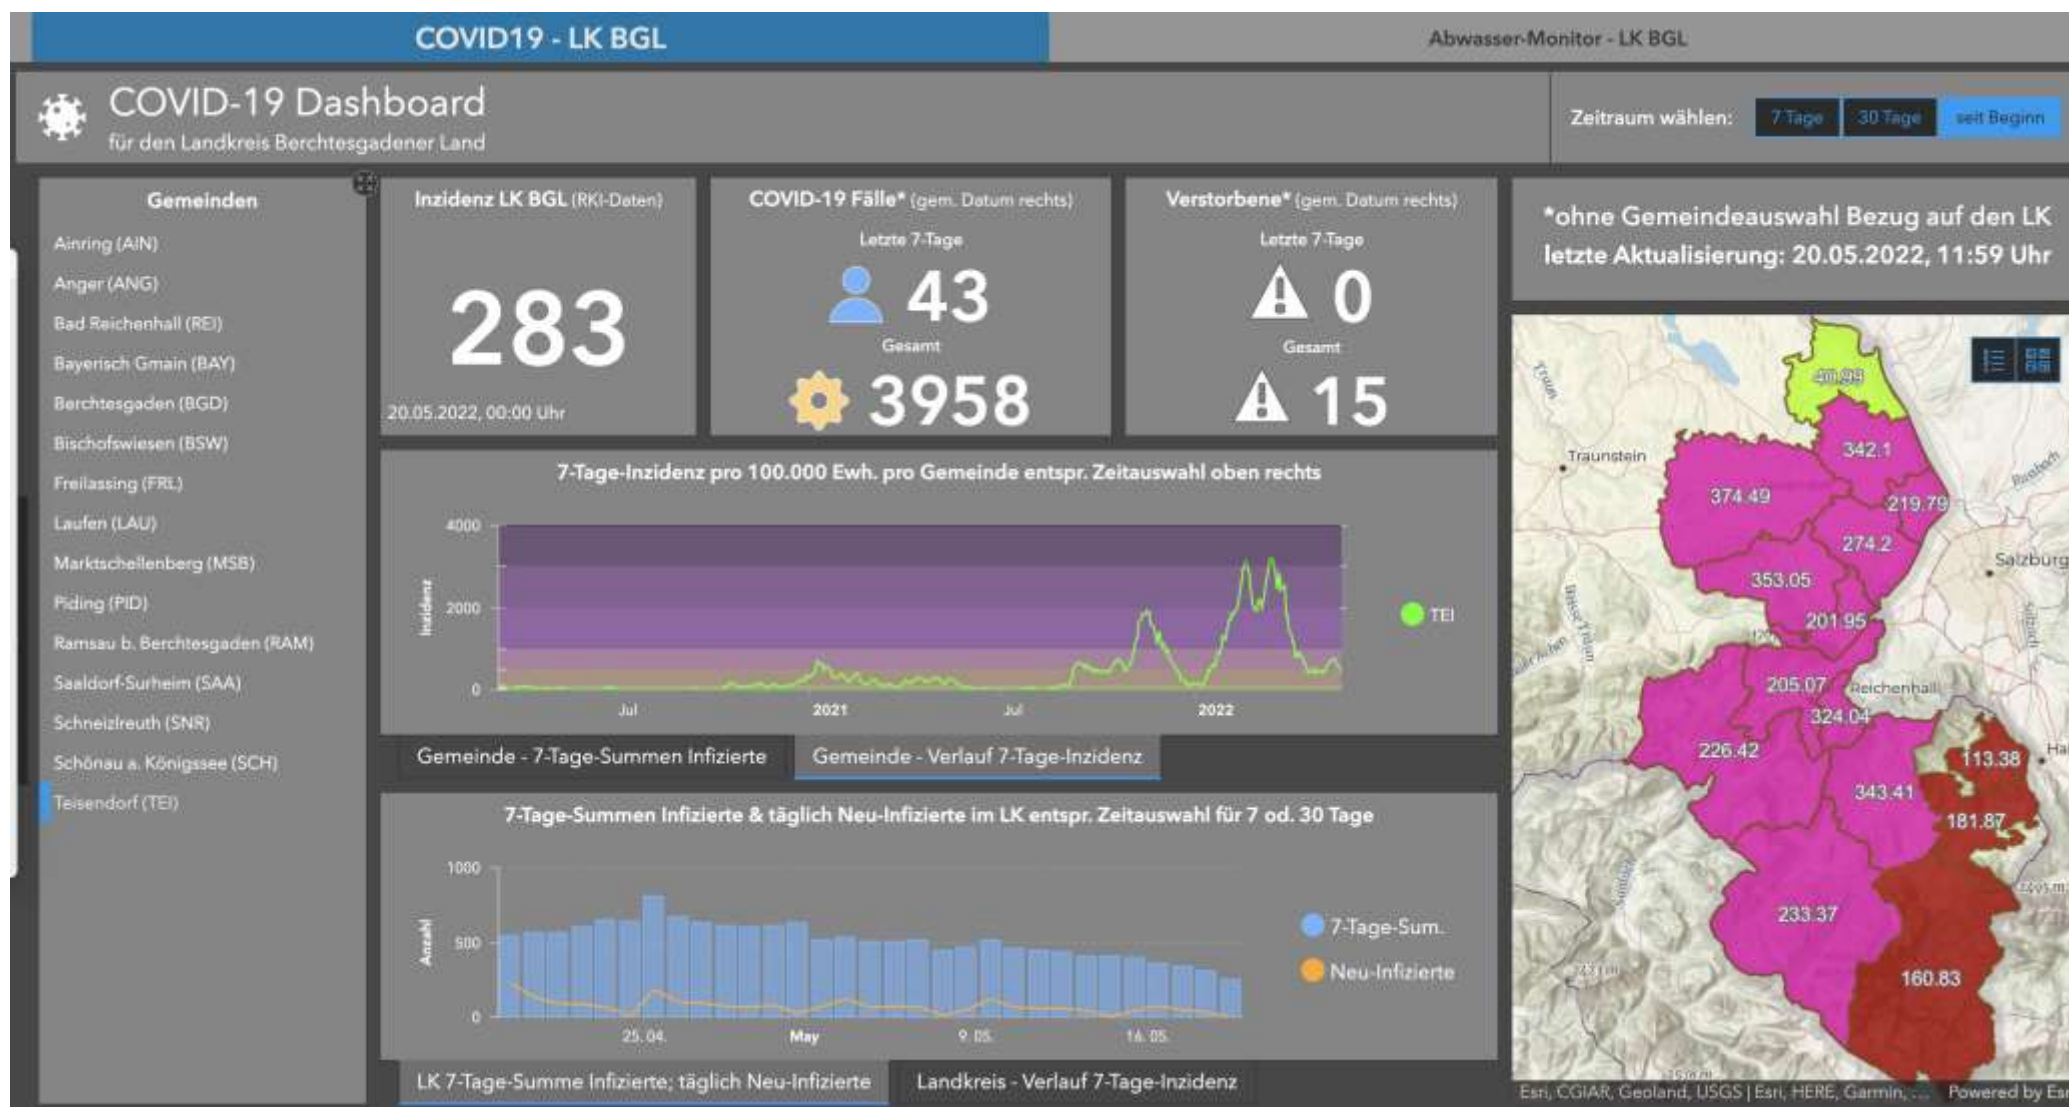 COVID19 - LK BGL
Abwasser-Monitor - LK BGL
COVID-19 Dashboard
für den Landkreis Berchtesgadener Land
Zeitraum wählen:
7 Tage
30 Tage
seit Beginn
Gemeinden
Ainring (AIN)
Anger (ANG)
Bad Reichenhall (REI)
Bayerisch Gmain (BAY)
Berchtesgaden (BGD)
Bischofswiesen (BSW)
Freilassing (FRL)
Laufen (LAU)
Marktschellenberg (MSB)
Piding (PID)
Ramsau b. Berchtesgaden (RAM)
Saaldorf-Surheim (SAA)
Schneizlreuth (SNR)
Schönau a. Königssee (SCH)
Teisendorf (TEI)
Inzidenz LK BGL (RKI-Daten)
283
20.05.2022, 00:00 Uhr
COVID-19 Fälle* (gem. Datum rechts)
Letzte 7-Tage
43
Gesamt
3958
Verstorbene* (gem. Datum rechts)
Letzte 7-Tage
0
Gesamt
15
*ohne Gemeindeauswahl Bezug auf den LK
letzte Aktualisierung: 20.05.2022, 11:59 Uhr
7-Tage-Inzidenz pro 100.000 Ewh. pro Gemeinde entspr. Zeitauswahl oben rechts
4000
2000
0
Inzidenz
Jul
2021
Jul
2022
TEI
Gemeinde - 7-Tage-Summen Infizierte
Gemeinde - Verlauf 7-Tage-Inzidenz
7-Tage-Summen Infizierte & täglich Neu-Infizierte im LK entspr. Zeitauswahl für 7 od. 30 Tage
1000
500
0
Anzahl
25. 04.
May
9. 05.
16. 05.
7-Tage-Sum.
Neu-Infizierte
LK 7-Tage-Summe Infizierte; täglich Neu-Infizierte
Landkreis - Verlauf 7-Tage-Inzidenz
Traun
40.99
Traunstein
342.1
374.49
219.79
274.2
Salzburg
353.05
201.95
205.07
Reichenhall
324.04
226.42
113.38
Ha
343.41
181.87
233.37
160.83
Esri, CGIAR, Geoland, USGS | Esri, HERE, Garmin, ...
Powered by Esr